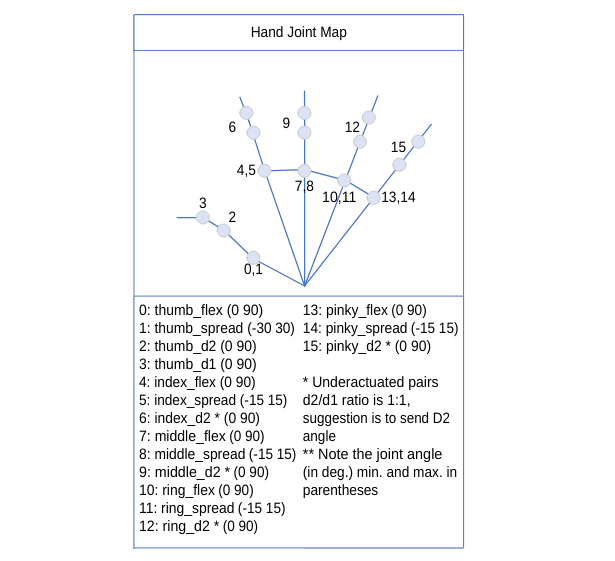 Hand Joint Map
6
9
12
15
4,5
7,8
10,11
13,14
3
2
0,1
0: thumb_flex (0 90)
1: thumb_spread (-30 30)
2: thumb_d2 (0 90)
3: thumb_d1 (0 90)
4: index_flex (0 90)
5: index_spread (-15 15)
6: index_d2 * (0 90)
7: middle_flex (0 90)
8: middle_spread (-15 15)
9: middle_d2 * (0 90)
10: ring_flex (0 90)
11: ring_spread (-15 15)
12: ring_d2 * (0 90)
13: pinky_flex (0 90)
14: pinky_spread (-15 15)
15: pinky_d2 * (0 90)
* Underactuated pairs
d2/d1 ratio is 1:1,
suggestion is to send D2
angle
** Note the joint angle
(in deg.) min. and max. in
parentheses